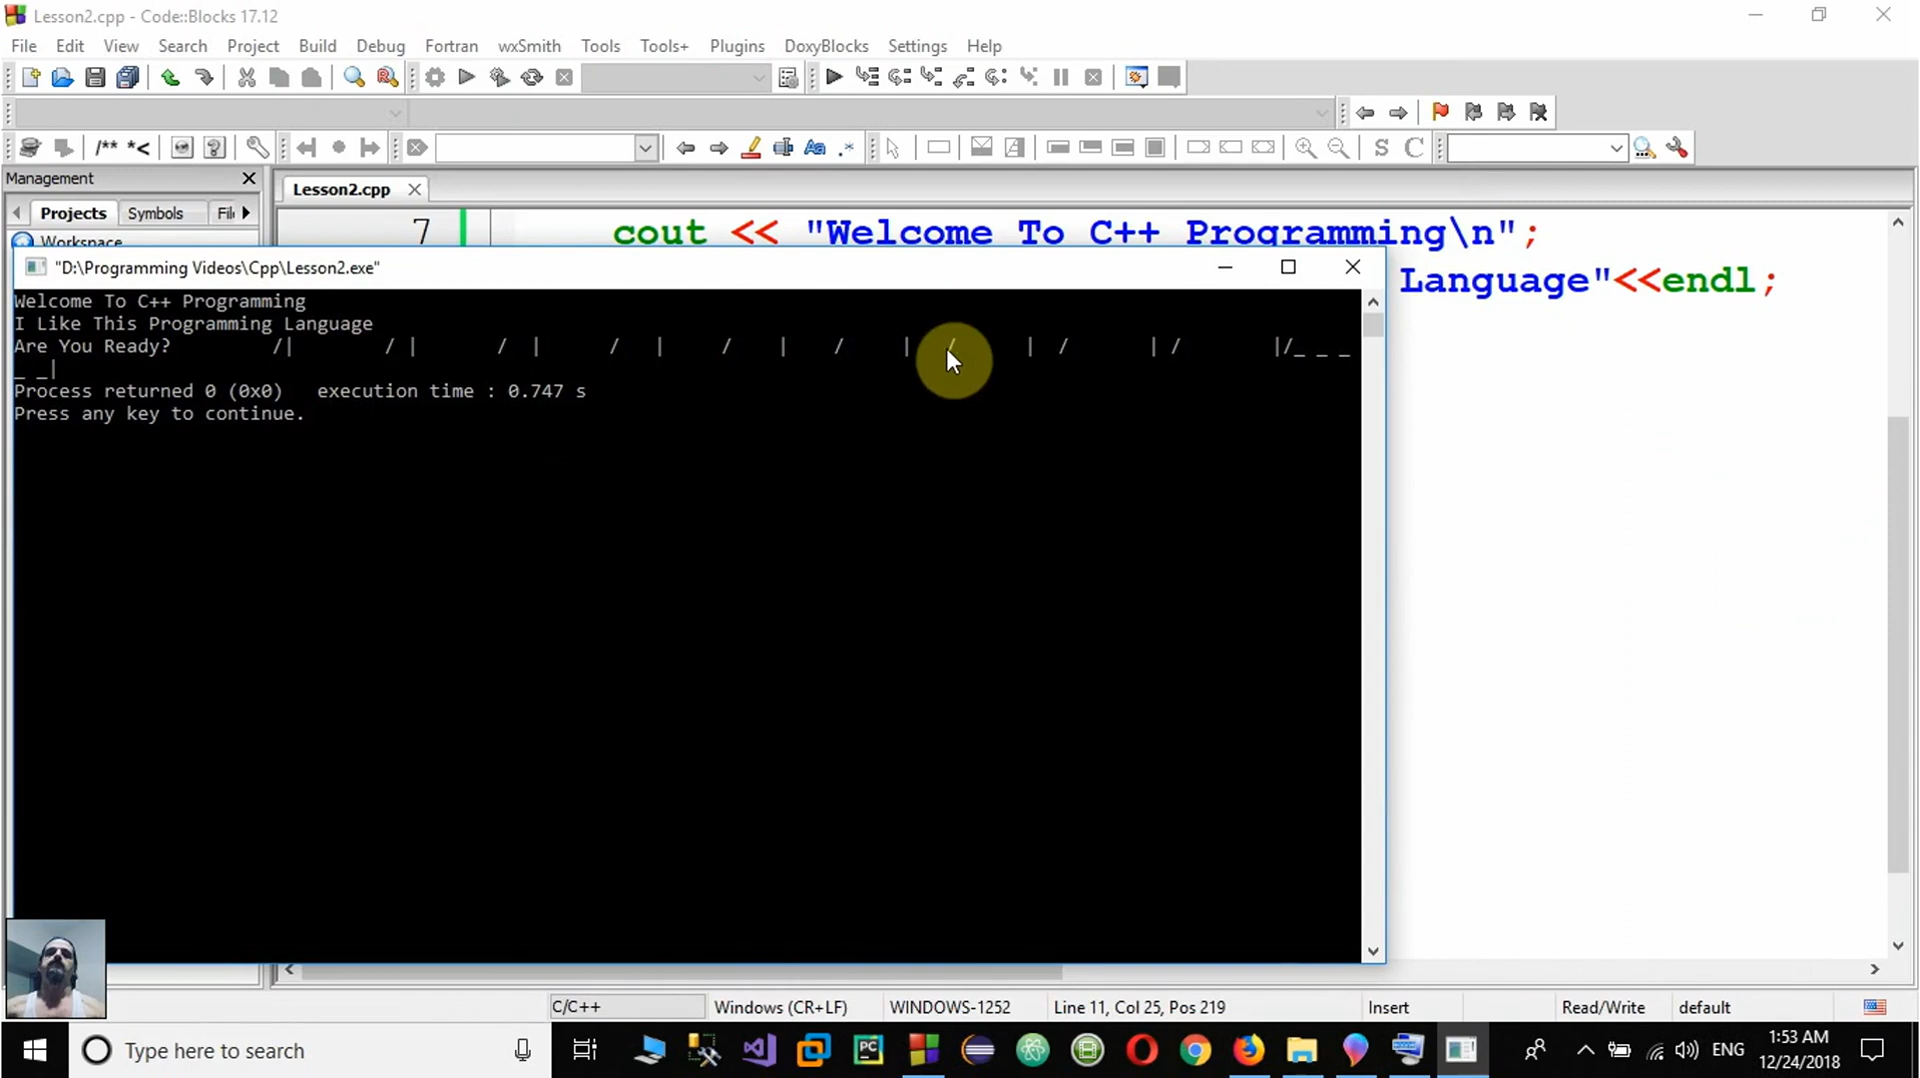 Lesson2.cpp - Code::Blocks 17.12
File Edit View Search Project Build Debug Fortran wxSmith Tools Tools+ Plugins DoxyBlocks Settings Help
/** *<
S C
Management
Projects Symbols
Lesson2.cpp
Workspace
7 cout << "Welcome To C++ Programming\n";
Language"<<endl;
"D:\Programming Videos\Cpp\Lesson2.exe"
Welcome To C++ Programming
I Like This Programming Language
Are You Ready? /| / | / | / | / | / | / | / | / |/_ _ _
_ _|
Process returned 0 (0x0) execution time : 0.747 s
Press any key to continue.
C/C++ Windows (CR+LF) WINDOWS-1252 Line 11, Col 25, Pos 219 Insert Read/Write default
Type here to search
ENG
1:53 AM
12/24/2018